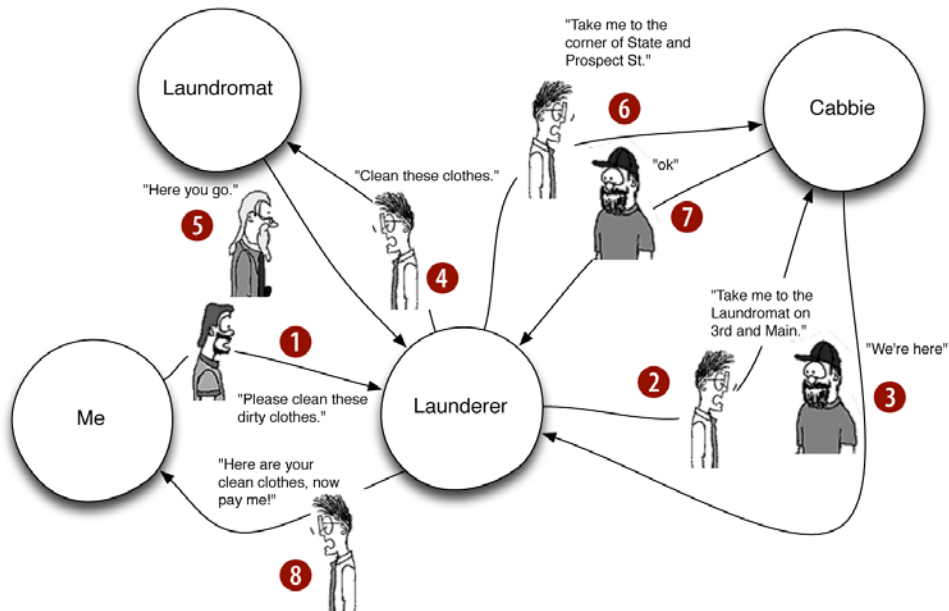 Laundromat
"Take me to the
corner of State and
Prospect St."
6
Cabbie
"Here you go."
5
"Clean these clothes."
4
"ok"
7
1
"Please clean these
dirty clothes."
Me
Launderer
2
"Take me to the
Laundromat on
3rd and Main."
"We're here"
3
"Here are your
clean clothes, now
pay me!"
8